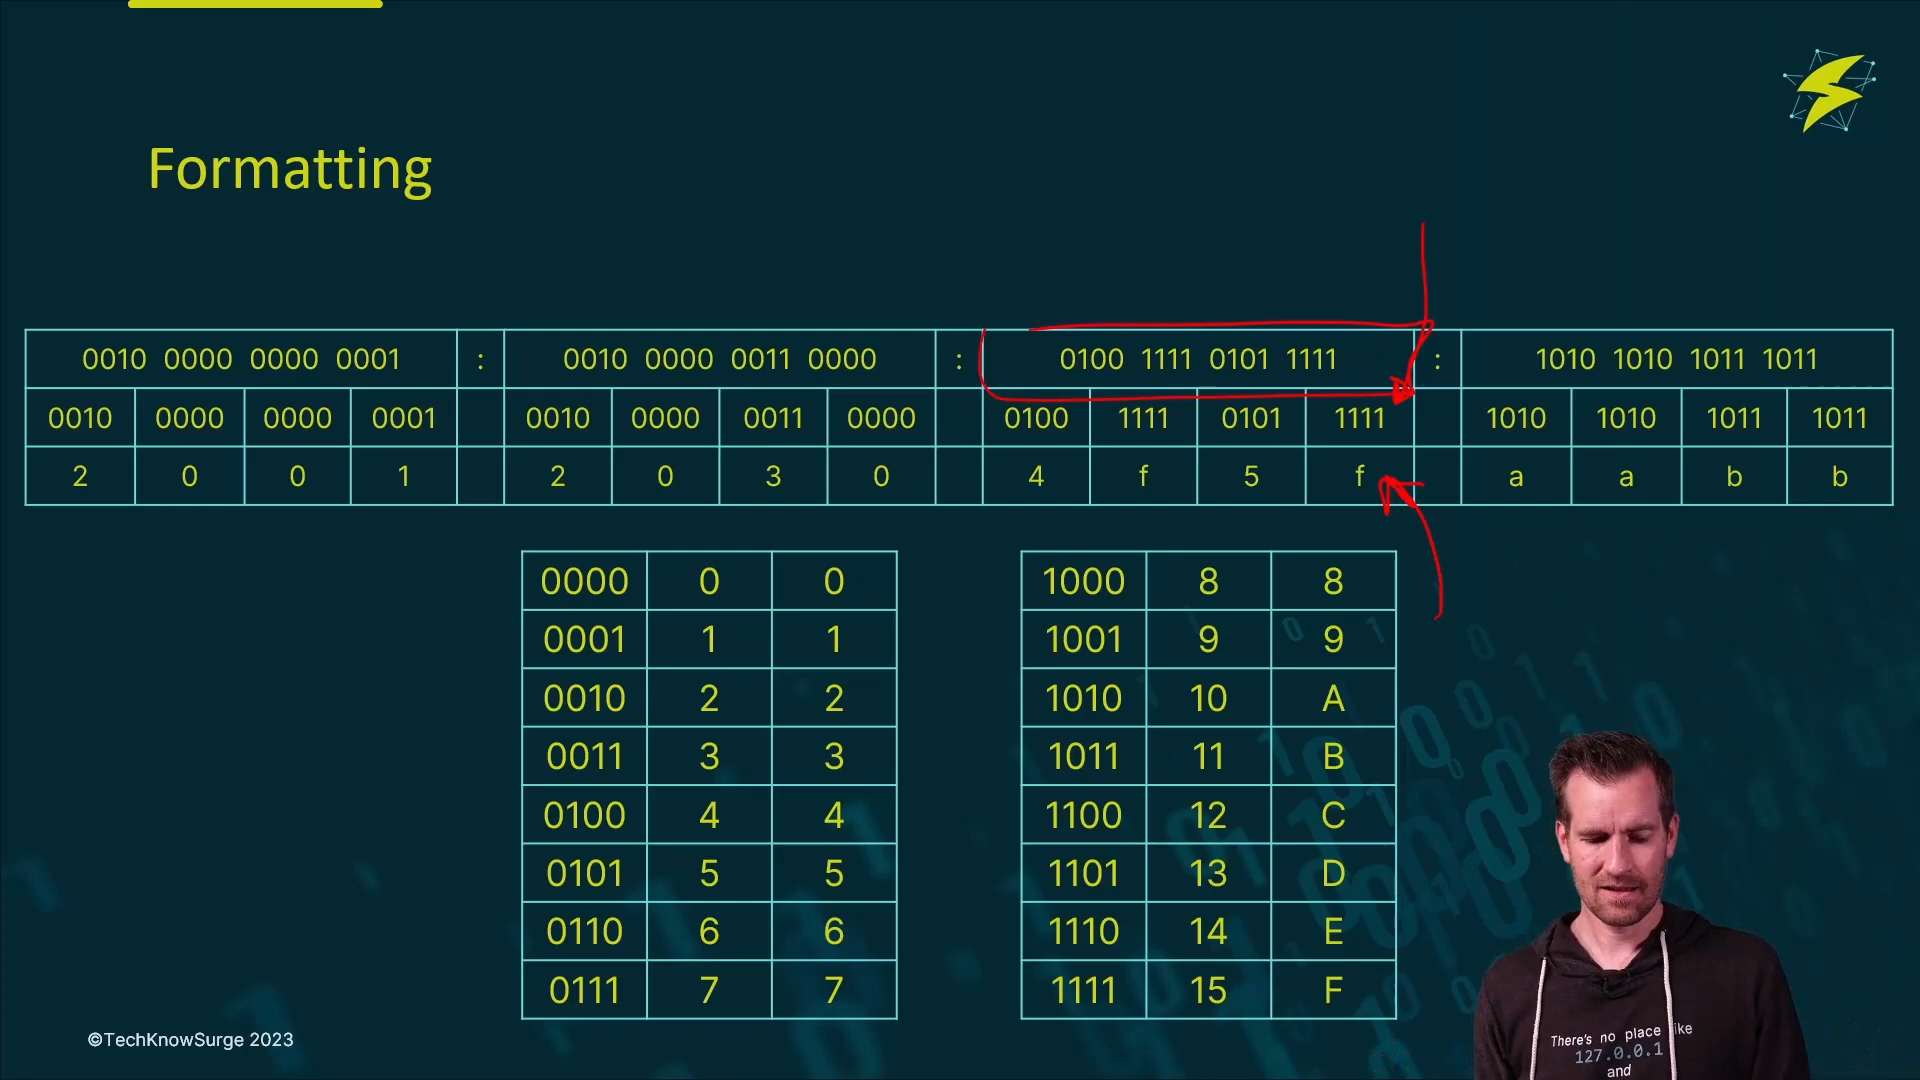 Formatting
0010 0000 0000 0001 : 0010 0000 0011 0000 : 0100 1111 0101 1111 : 1010 1010 1011 1011
0010 0000 0000 0001 0010 0000 0011 0000 0100 1111 0101 1111 1010 1010 1011 1011
2 0 0 1 2 0 3 0 4 f 5 f a a b b
0000 0 0
0001 1 1
0010 2 2
0011 3 3
0100 4 4
0101 5 5
0110 6 6
0111 7 7
1000 8 8
1001 9 9
1010 10 A
1011 11 B
1100 12 C
1101 13 D
1110 14 E
1111 15 F
There's no place like
127.0.0.1
and
©TechKnowSurge 2023